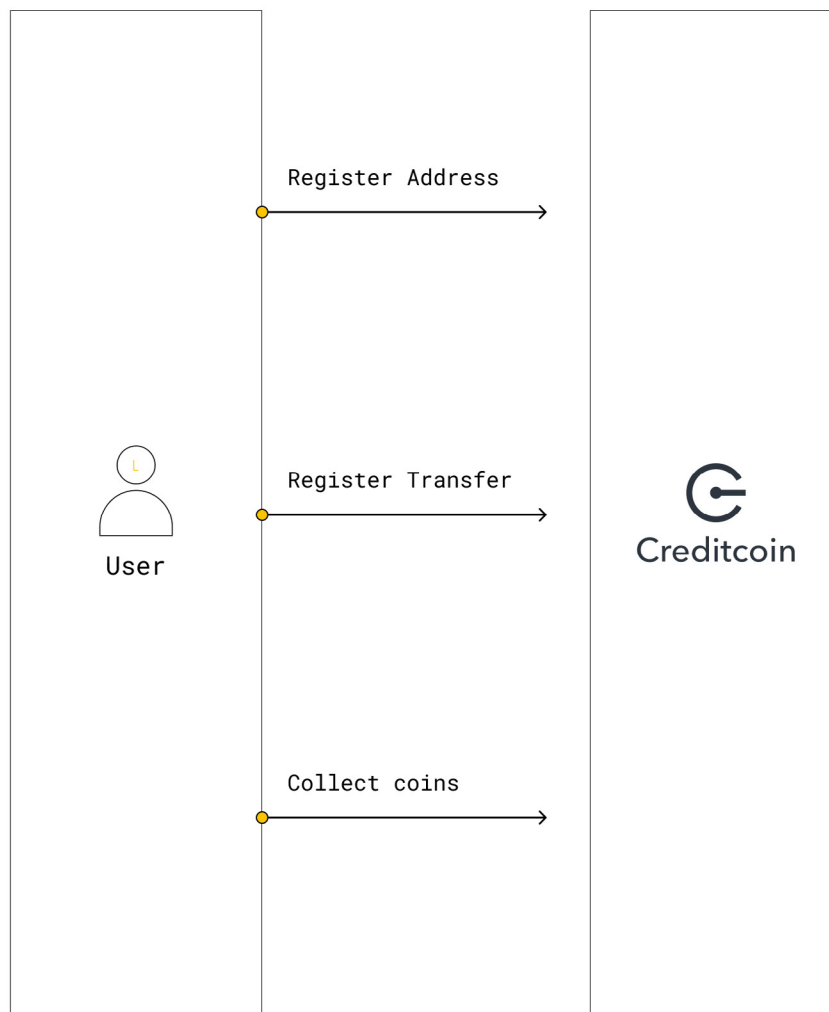 Register Address
L
Register Transfer
User
Creditcoin
Collect coins